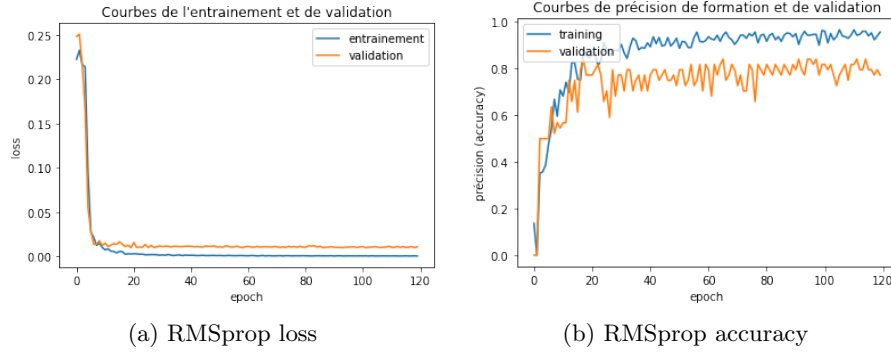 Courbes de l'entrainement et de validation
0.25
0.20
0.15
0.10
0.05
0.00
loss
0
20
40
60
80
100
120
epoch
entrainement
validation
(a) RMSprop loss
Courbes de précision de formation et de validation
1.0
0.8
0.6
0.4
0.2
0.0
précision (accuracy)
0
20
40
60
80
100
120
epoch
training
validation
(b) RMSprop accuracy